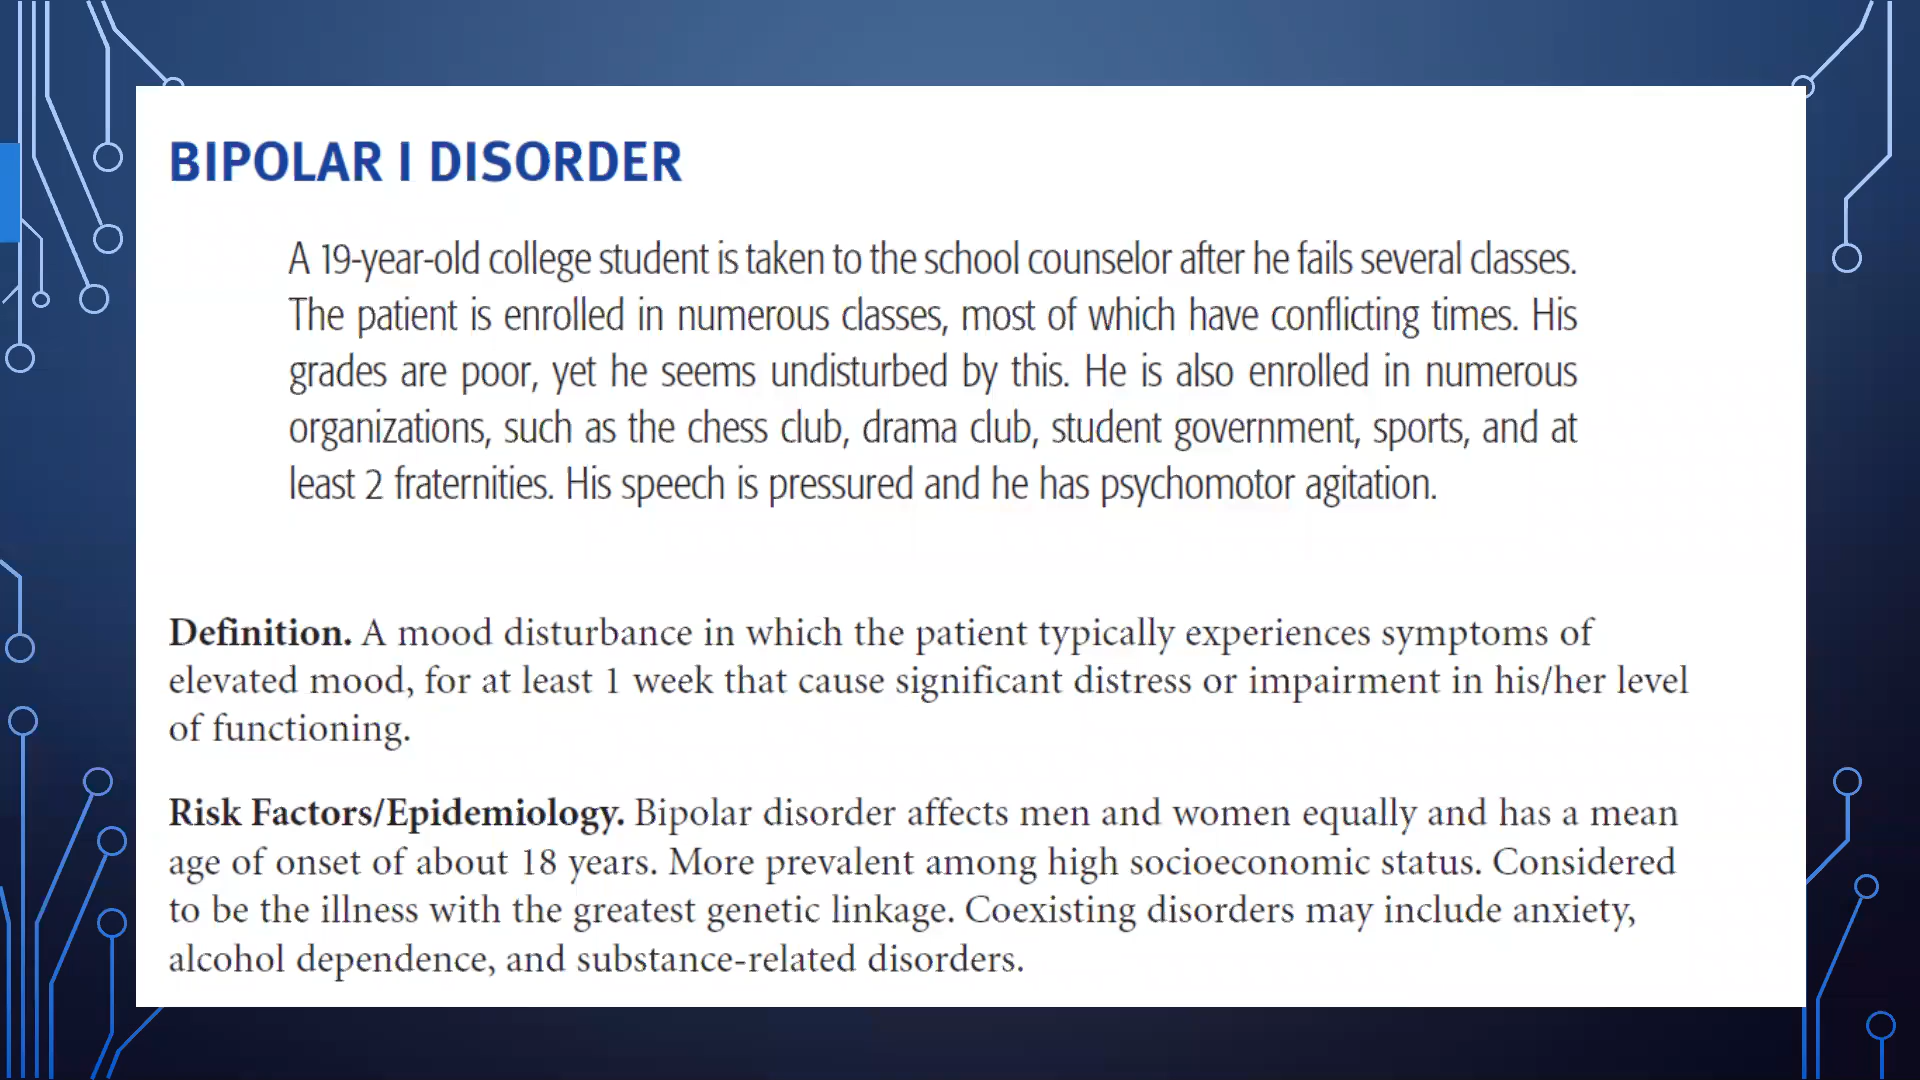 BIPOLAR I DISORDER
A 19-year-old college student is taken to the school counselor after he fails several classes.
The patient is enrolled in numerous classes, most of which have conflicting times. His
grades are poor, yet he seems undisturbed by this. He is also enrolled in numerous
organizations, such as the chess club, drama club, student government, sports, and at
least 2 fraternities. His speech is pressured and he has psychomotor agitation.
Definition. A mood disturbance in which the patient typically experiences symptoms of
elevated mood, for at least 1 week that cause significant distress or impairment in his/her level
of functioning.
Risk Factors/Epidemiology. Bipolar disorder affects men and women equally and has a mean
age of onset of about 18 years. More prevalent among high socioeconomic status. Considered
to be the illness with the greatest genetic linkage. Coexisting disorders may include anxiety,
alcohol dependence, and substance-related disorders.